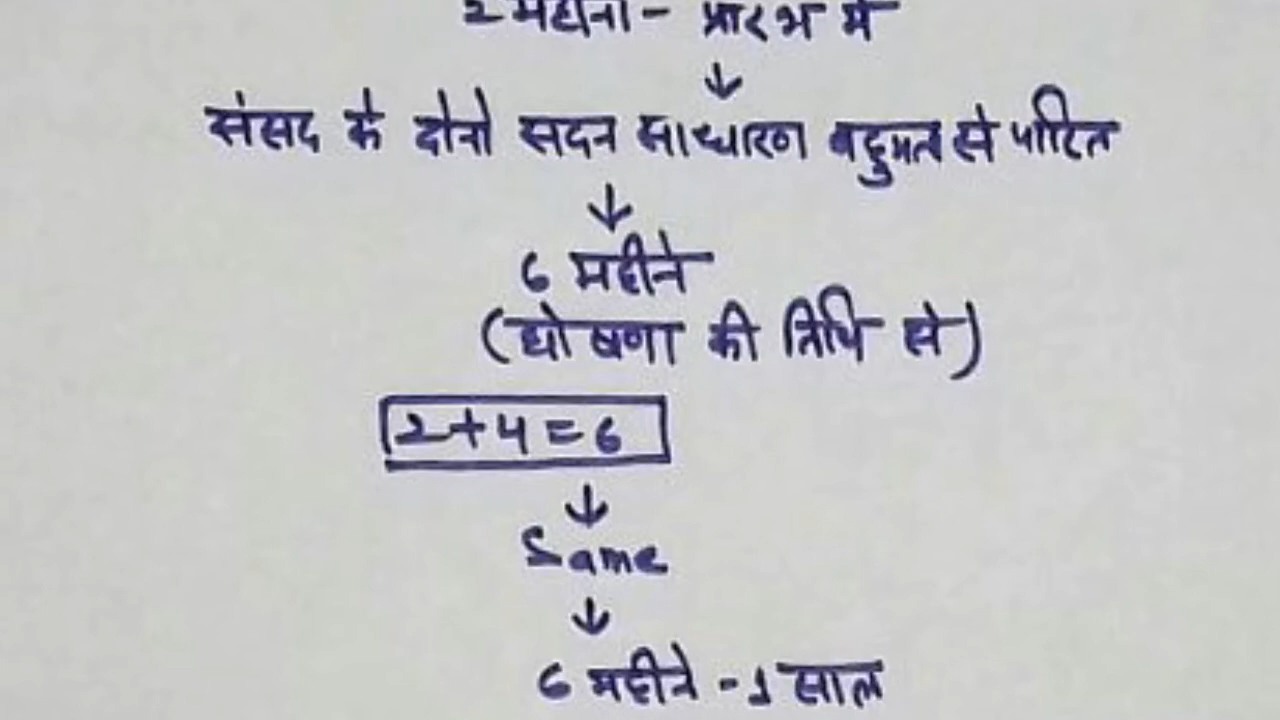 2 महीना - प्रारंभ में
↓
संसद के दोनो सदन साधारण बहुमत से पारित
↓
6 महीने
(घोषणा की तिथि से)
2+4=6
↓
Same
↓
6 महीने - 1 साल